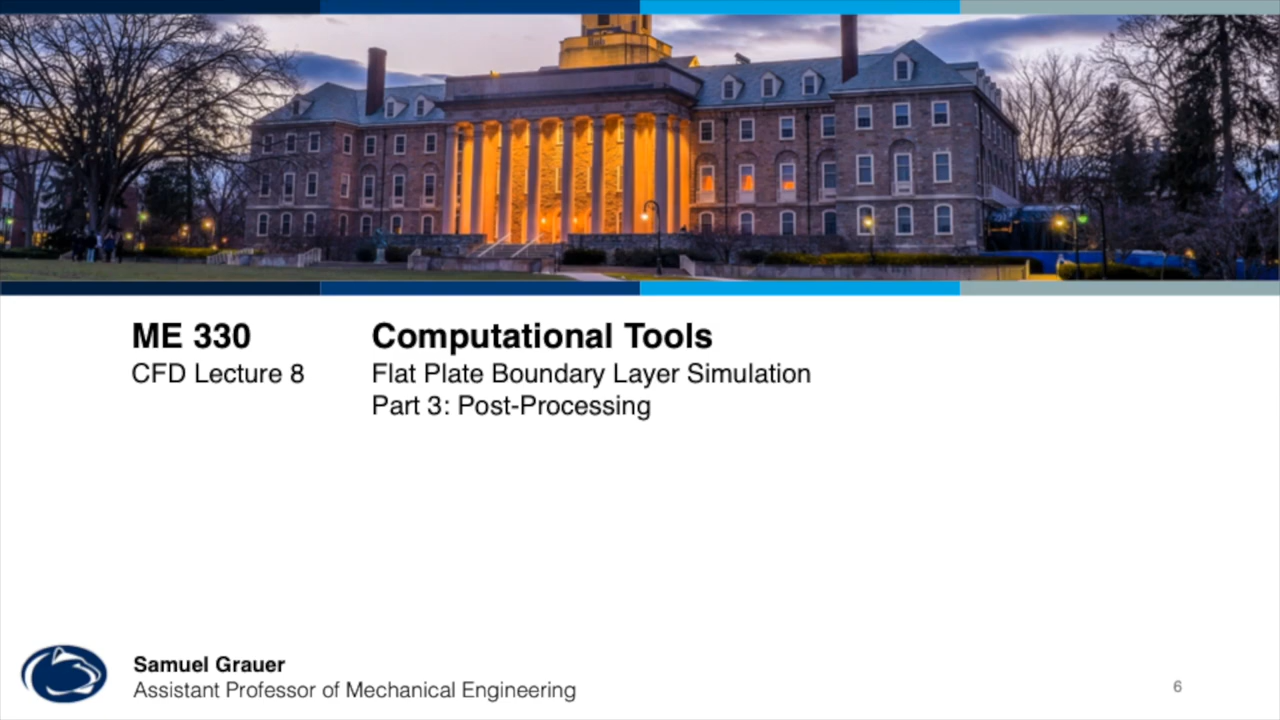 ME 330
CFD Lecture 8
Computational Tools
Flat Plate Boundary Layer Simulation
Part 3: Post-Processing
Samuel Grauer
Assistant Professor of Mechanical Engineering
6